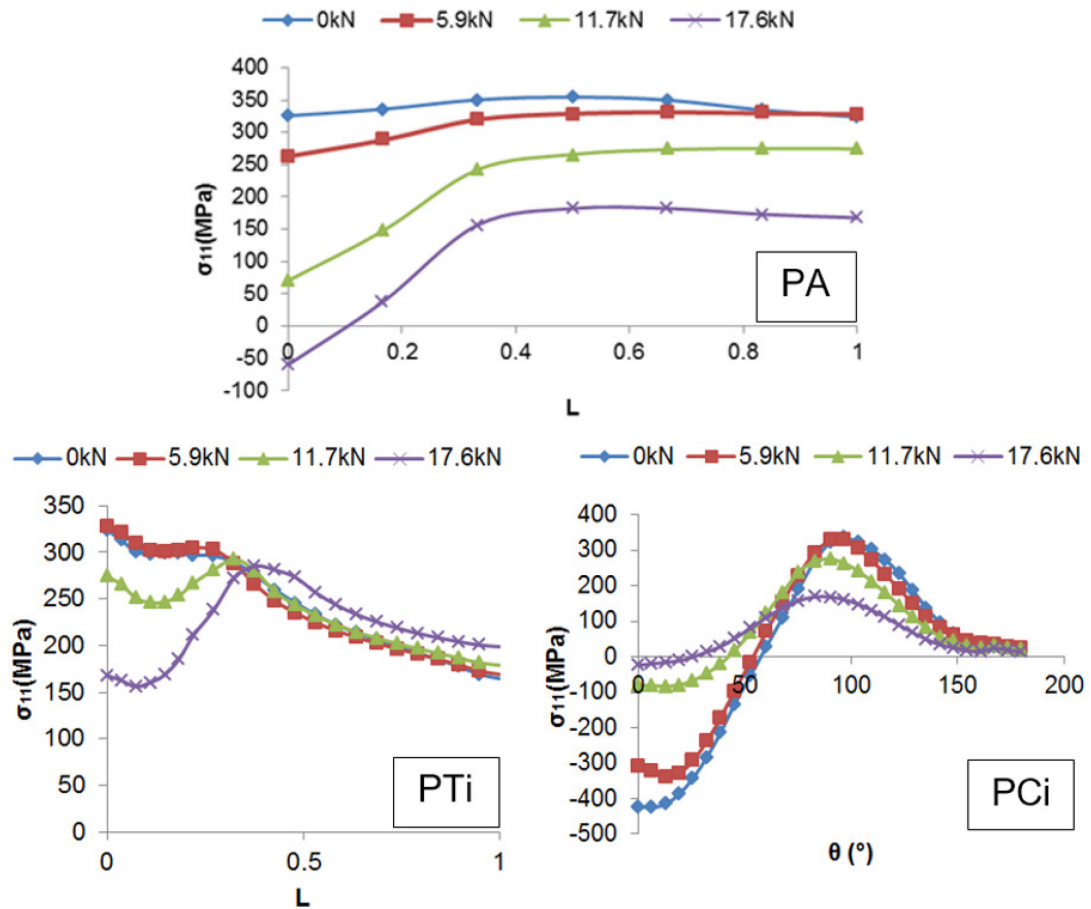 0kN 5.9kN 11.7kN 17.6kN
400
350
300
250
200
150
100
50
0
-50
-100
σ₁₁(MPa)
0 0.2 0.4 0.6 0.8 1
L
PA
0kN 5.9kN 11.7kN 17.6kN
350
300
250
200
150
100
50
0
σ₁₁(MPa)
0 0.5 1
L
PTi
0kN 5.9kN 11.7kN 17.6kN
400
300
200
100
0
-100
-200
-300
-400
-500
σ₁₁(MPa)
0 50 100 150 200
θ (°)
PCi